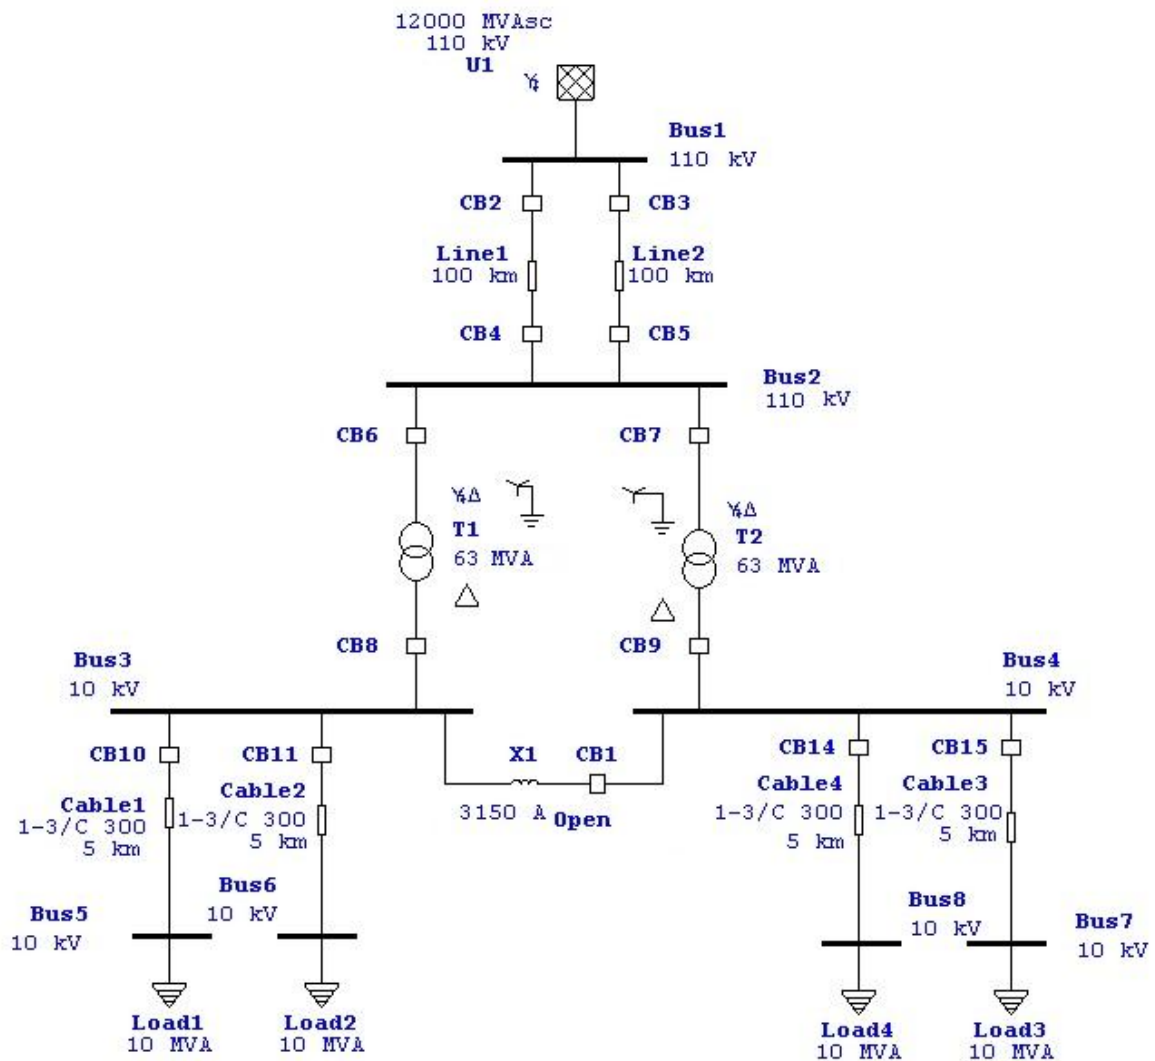 12000 MVAsc
110 kV
U1
Bus1
110 kV
CB2
CB3
Line1
100 km
Line2
100 km
CB4
CB5
Bus2
110 kV
CB6
CB7
T1
63 MVA
T2
63 MVA
CB8
CB9
Bus3
10 kV
Bus4
10 kV
CB10
CB11
X1
CB1
3150 A
Open
CB14
CB15
Cable1
1-3/C 300
5 km
Cable2
1-3/C 300
5 km
Cable4
1-3/C 300
5 km
Cable3
1-3/C 300
5 km
Bus5
10 kV
Bus6
10 kV
Bus8
10 kV
Bus7
10 kV
Load1
10 MVA
Load2
10 MVA
Load4
10 MVA
Load3
10 MVA